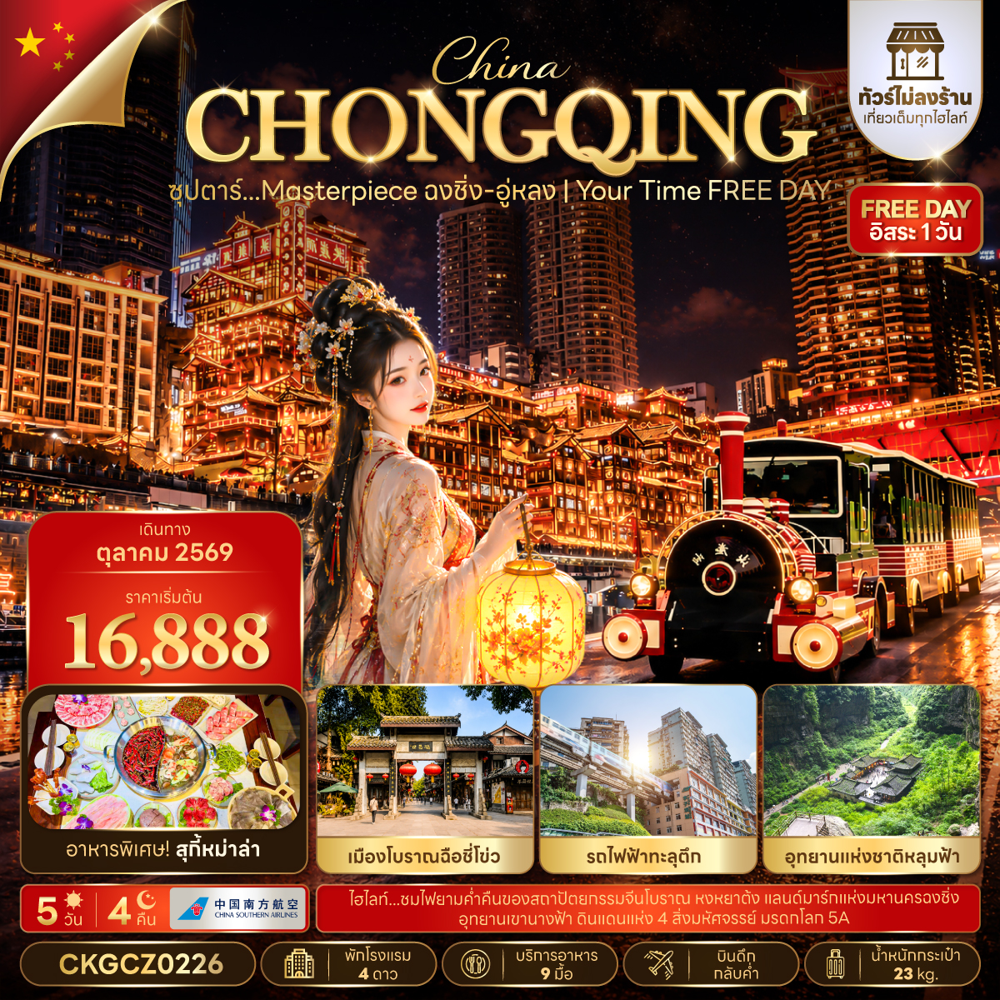 China
CHONGQING
ซุปตาร์...Masterpiece ฉงชิ่ง-อู่หลง | Your Time FREE DAY
ทัวร์ไม่ลงร้าน
เที่ยวเต็มทุกไฮไลท์
FREE DAY
อิสระ 1 วัน
เดินทาง
ตุลาคม 2569
ราคาเริ่มต้น
16,888
อาหารพิเศษ! สุกี้หม่าล่า
เมืองโบราณฉือชี่โข่ว
รถไฟฟ้าทะลุตึก
อุทยานแห่งชาติหลุมฟ้า
5 วัน
4 คืน
中国南方航空
CHINA SOUTHERN AIRLINES
ไฮไลท์...ชมไฟยามค่ำคืนของสถาปัตยกรรมจีนโบราณ หงหยาต้ง แลนด์มาร์กแห่งมหานครฉงชิ่ง
อุทยานเขานางฟ้า ดินแดนแห่ง 4 สิ่งมหัศจรรย์ มรดกโลก 5A
CKGCZ0226
พักโรงแรม
4 ดาว
บริการอาหาร
9 มื้อ
บินดึก
กลับค่ำ
น้ำหนักกระเป๋า
23 kg.